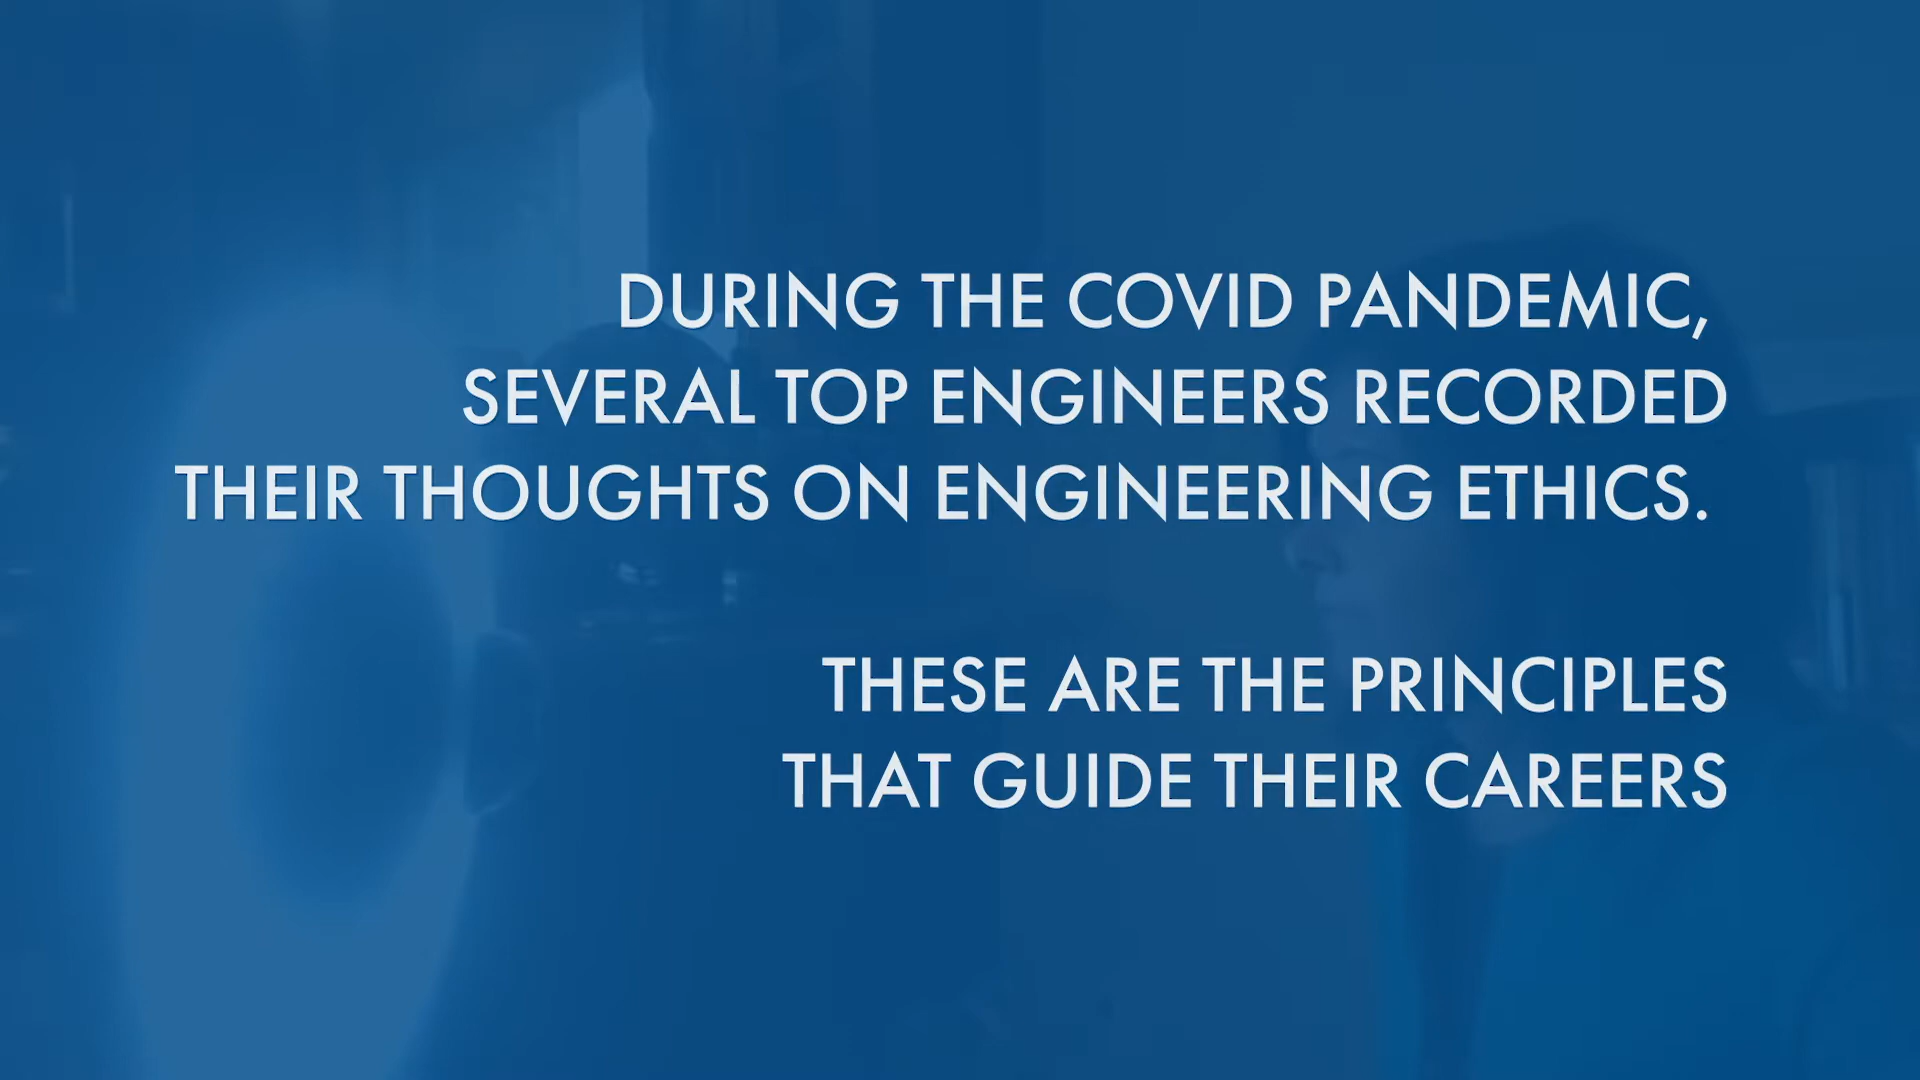 DURING THE COVID PANDEMIC,
SEVERAL TOP ENGINEERS RECORDED
THEIR THOUGHTS ON ENGINEERING ETHICS.
THESE ARE THE PRINCIPLES
THAT GUIDE THEIR CAREERS